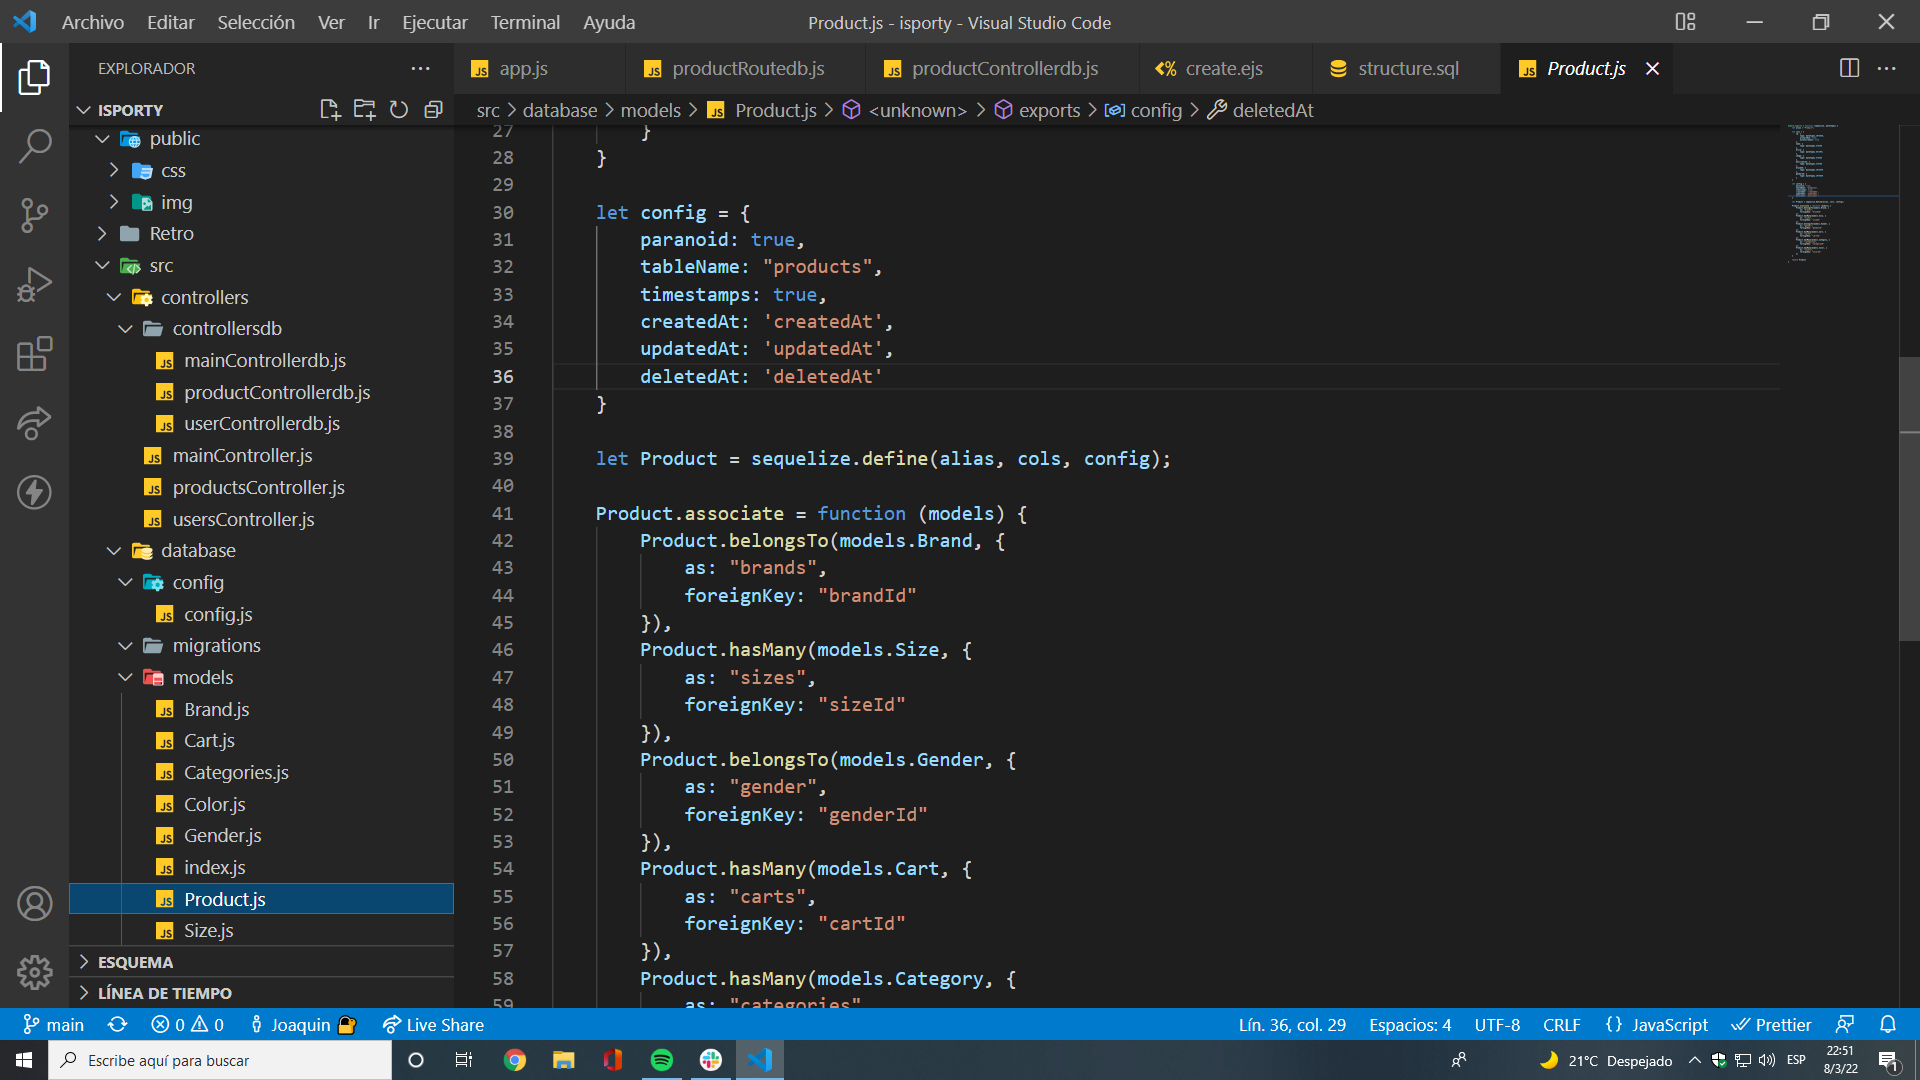 Archivo Editar Selección Ver Ir Ejecutar Terminal Ayuda
Product.js - isporty - Visual Studio Code
EXPLORADOR
app.js
productRoutedb.js
productControllerdb.js
create.ejs
structure.sql
Product.js
ISPORTY
src > database > models > Product.js > <unknown> > exports > config > deletedAt
public
css
img
Retro
src
controllers
controllersdb
mainControllerdb.js
productControllerdb.js
userControllerdb.js
mainController.js
productsController.js
usersController.js
database
config
config.js
migrations
models
Brand.js
Cart.js
Categories.js
Color.js
Gender.js
index.js
Product.js
Size.js
ESQUEMA
LÍNEA DE TIEMPO
27 }
28 }
29
30 let config = {
31 paranoid: true,
32 tableName: "products",
33 timestamps: true,
34 createdAt: 'createdAt',
35 updatedAt: 'updatedAt',
36 deletedAt: 'deletedAt'
37 }
38
39 let Product = sequelize.define(alias, cols, config);
40
41 Product.associate = function (models) {
42 Product.belongsTo(models.Brand, {
43 as: "brands",
44 foreignKey: "brandId"
45 }),
46 Product.hasMany(models.Size, {
47 as: "sizes",
48 foreignKey: "sizeId"
49 }),
50 Product.belongsTo(models.Gender, {
51 as: "gender",
52 foreignKey: "genderId"
53 }),
54 Product.hasMany(models.Cart, {
55 as: "carts",
56 foreignKey: "cartId"
57 }),
58 Product.hasMany(models.Category, {
59 as: "categories"
main 0 0 Joaquin Live Share
Lín. 36, col. 29 Espacios: 4 UTF-8 CRLF {} JavaScript Prettier
Escribe aquí para buscar
21°C Despejado
ESP
22:51
8/3/22
1